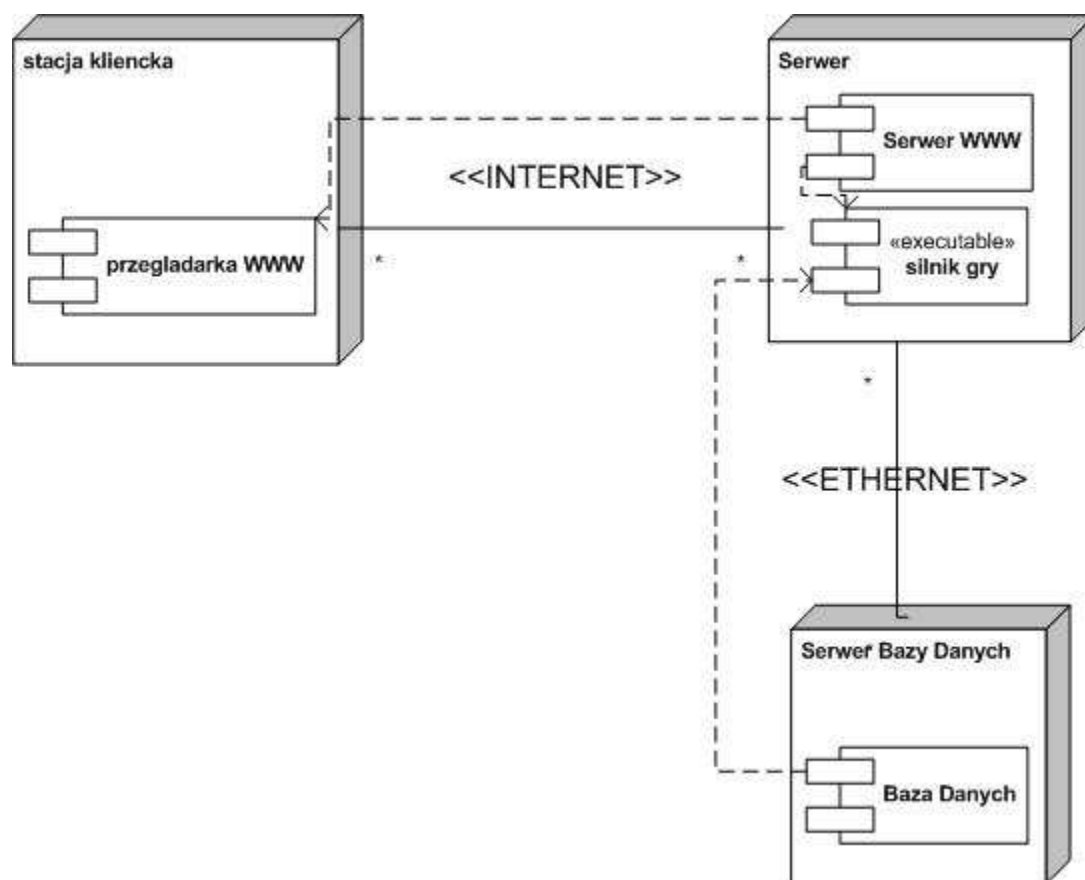 stacja kliencka
Serwer
Serwer WWW
<<INTERNET>>
przegladarka WWW
«executable»
silnik gry
*
*
*
<<ETHERNET>>
Serwer Bazy Danych
Baza Danych